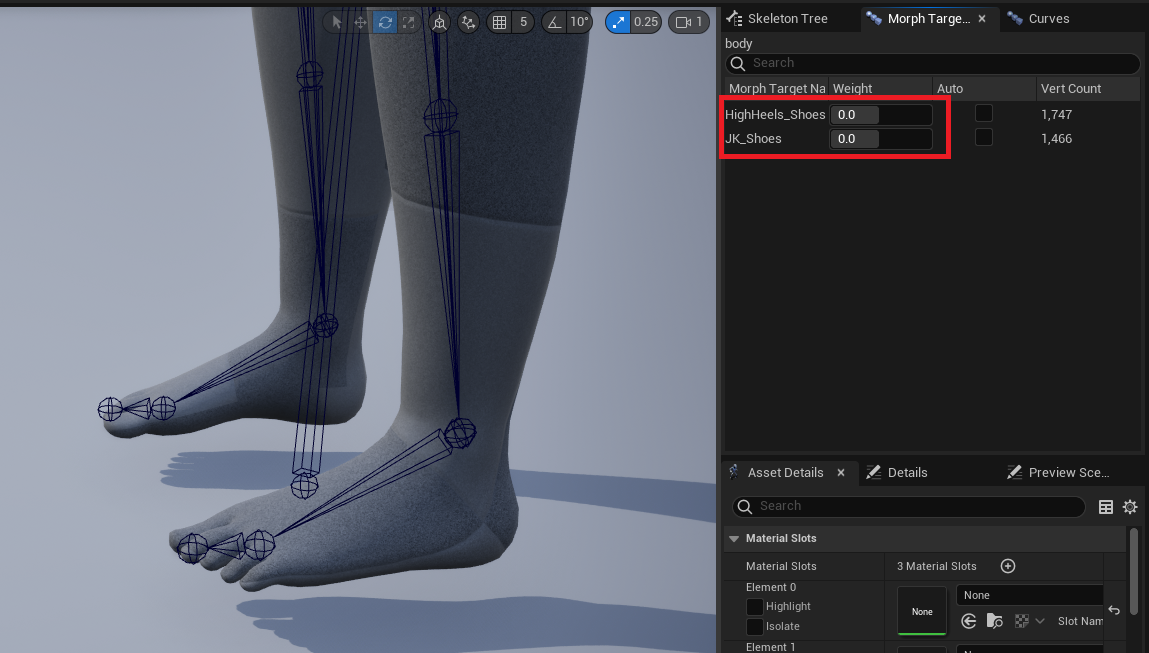 5 10° 0.25 1
Skeleton Tree Morph Targe... × Curves
body
Search
Morph Target Na Weight Auto Vert Count
HighHeels_Shoes 0.0 1,747
JK_Shoes 0.0 1,466
Asset Details × Details Preview Sce...
Search
Material Slots
Material Slots 3 Material Slots
Element 0
None
Highlight
None
Isolate
Slot Nam
Element 1